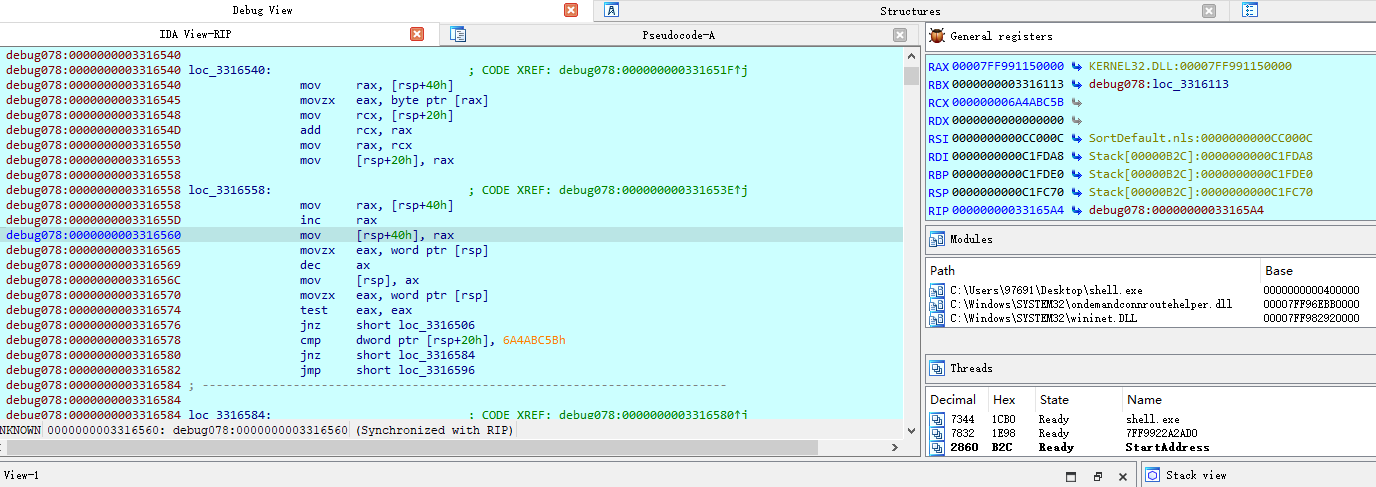 Debug View
Structures
IDA View-RIP
Pseudocode-A
General registers
debug078:0000000003316540
debug078:0000000003316540 loc_3316540: ; CODE XREF: debug078:000000000331651F↑j
debug078:0000000003316540 mov rax, [rsp+40h]
debug078:0000000003316545 movzx eax, byte ptr [rax]
debug078:0000000003316548 mov rcx, [rsp+20h]
debug078:000000000331654D add rcx, rax
debug078:0000000003316550 mov rax, rcx
debug078:0000000003316553 mov [rsp+20h], rax
debug078:0000000003316558
debug078:0000000003316558 loc_3316558: ; CODE XREF: debug078:000000000331653E↑j
debug078:0000000003316558 mov rax, [rsp+40h]
debug078:000000000331655D inc rax
debug078:0000000003316560 mov [rsp+40h], rax
debug078:0000000003316565 movzx eax, word ptr [rsp]
debug078:0000000003316569 dec ax
debug078:000000000331656C mov [rsp], ax
debug078:0000000003316570 movzx eax, word ptr [rsp]
debug078:0000000003316574 test eax, eax
debug078:0000000003316576 jnz short loc_3316506
debug078:0000000003316578 cmp dword ptr [rsp+20h], 6A4ABC5Bh
debug078:0000000003316580 jnz short loc_3316584
debug078:0000000003316582 jmp short loc_3316596
debug078:0000000003316584 ; ---------------------------------------------------------------------------
debug078:0000000003316584
debug078:0000000003316584 loc_3316584: ; CODE XREF: debug078:0000000003316580↑j
NKNOWN 0000000003316560: debug078:0000000003316560 (Synchronized with RIP)
RAX 00007FF991150000 KERNEL32.DLL:00007FF991150000
RBX 0000000003316113 debug078:loc_3316113
RCX 000000006A4ABC5B
RDX 0000000000000000
RSI 0000000000CC000C SortDefault.nls:0000000000CC000C
RDI 0000000000C1FDA8 Stack[00000B2C]:0000000000C1FDA8
RBP 0000000000C1FDE0 Stack[00000B2C]:0000000000C1FDE0
RSP 0000000000C1FC70 Stack[00000B2C]:0000000000C1FC70
RIP 00000000033165A4 debug078:00000000033165A4
Modules
Path Base
C:\Users\97691\Desktop\shell.exe 0000000000400000
C:\Windows\SYSTEM32\ondemandconnroutehelper.dll 00007FF96EBB0000
C:\Windows\SYSTEM32\wininet.DLL 00007FF982920000
Threads
Decimal Hex State Name
7344 1CB0 Ready shell.exe
7832 1E98 Ready 7FF9922A2AD0
2860 B2C Ready StartAddress
View-1
Stack view